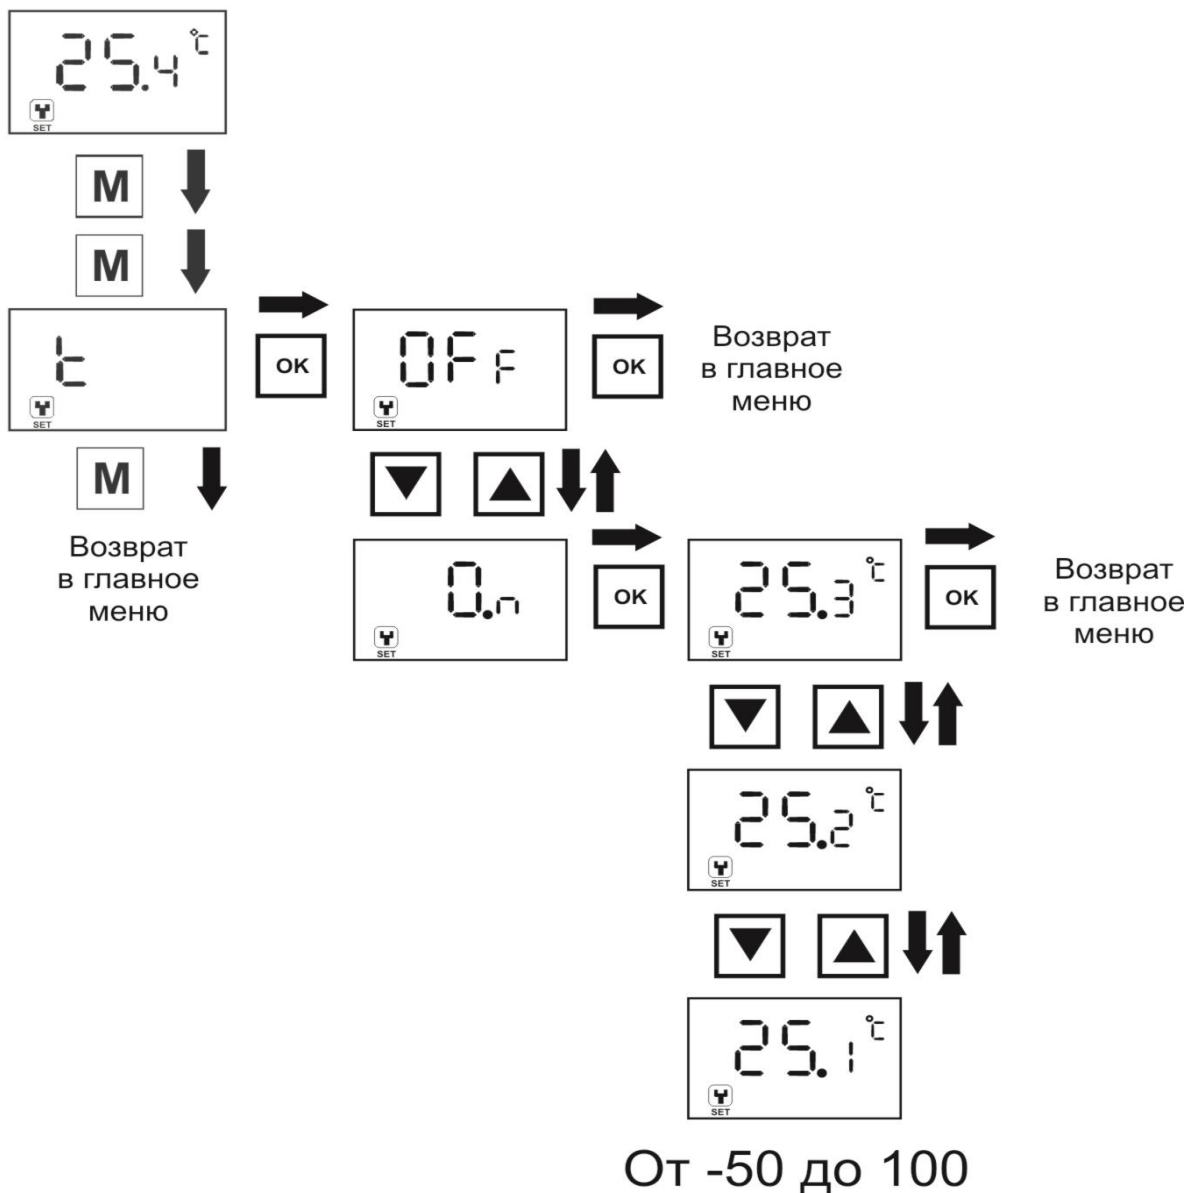 25.4 °C
SET
M
M
t
SET
OK
OFF
SET
OK
Возврат
в главное
меню
M
Возврат
в главное
меню
0.n
SET
OK
25.3 °C
SET
OK
Возврат
в главное
меню
25.2 °C
SET
25.1 °C
SET
От -50 до 100